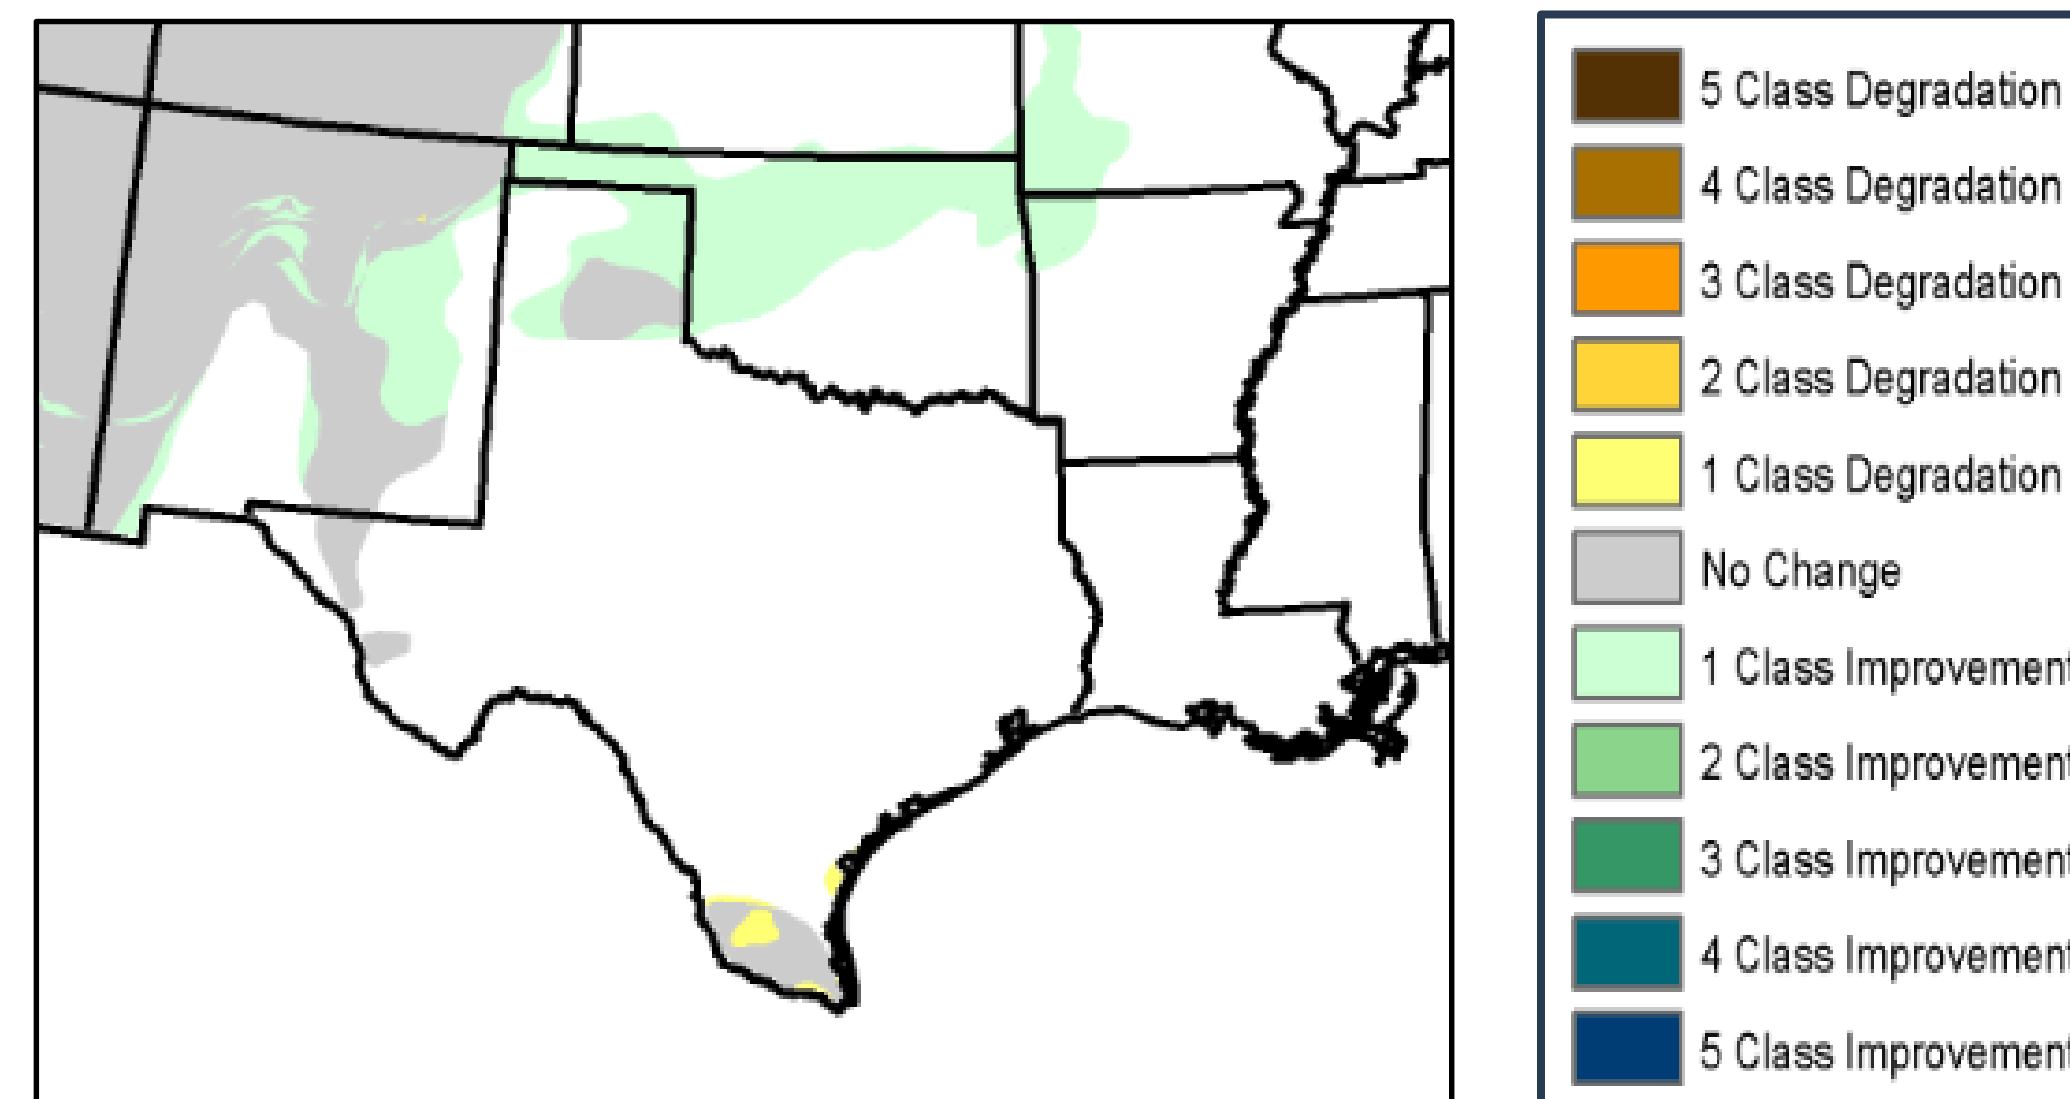 5 Class Degradation
4 Class Degradation
3 Class Degradation
2 Class Degradation
1 Class Degradation
No Change
1 Class Improvement
2 Class Improvement
3 Class Improvement
4 Class Improvement
5 Class Improvement